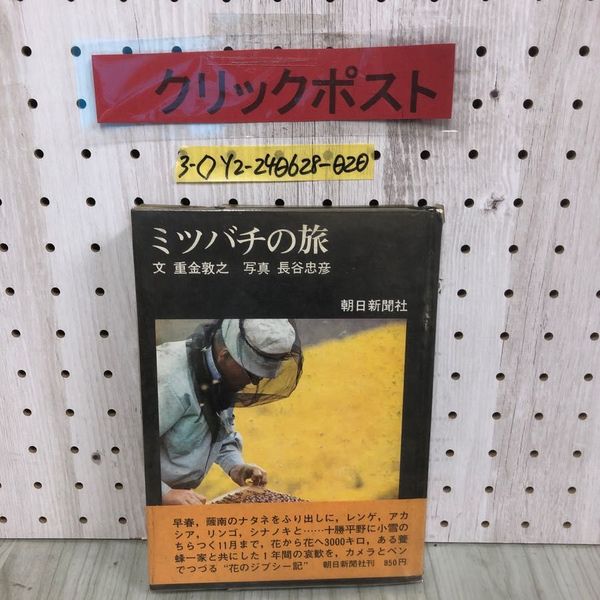 クリックポスト
3-〇Y2-240628-020
ミツバチの旅
文 重金敦之 写真 長谷忠彦
朝日新聞社
早春，薩南のナタネをふり出しに，レンゲ，アカ
シア，リンゴ，シナノキと……十勝平野に小雪の
ちらつく11月まで，花から花へ3000キロ，ある養
蜂一家と共にした1年間の哀歓を，カメラとペン
でつづる“花のジプシー記” 朝日新聞社刊 850円